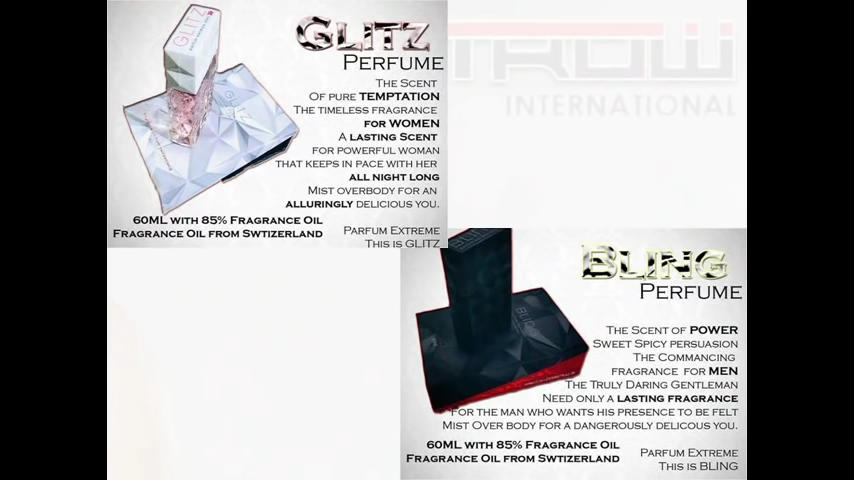 GLITZ
GLITZ
PERFUME
THE SCENT
OF PURE TEMPTATION
THE TIMELESS FRAGRANCE
FOR WOMEN
A LASTING SCENT
FOR POWERFUL WOMAN
THAT KEEPS IN PACE WITH HER
ALL NIGHT LONG
MIST OVERBODY FOR AN
ALLURINGLY DELICIOUS YOU.
60ML WITH 85% FRAGRANCE OIL
FRAGRANCE OIL FROM SWTIZERLAND
PARFUM EXTREME
THIS IS GLITZ
GLITZ
TROW
INTERNATIONAL
BLING
PERFUME
THE SCENT OF POWER
SWEET SPICY PERSUASION
THE COMMANCING
FRAGRANCE FOR MEN
THE TRULY DARING GENTLEMAN
NEED ONLY A LASTING FRAGRANCE
FOR THE MAN WHO WANTS HIS PRESENCE TO BE FELT
MIST OVER BODY FOR A DANGEROUSLY DELICOUS YOU.
60ML WITH 85% FRAGRANCE OIL
FRAGRANCE OIL FROM SWTIZERLAND
PARFUM EXTREME
THIS IS BLING